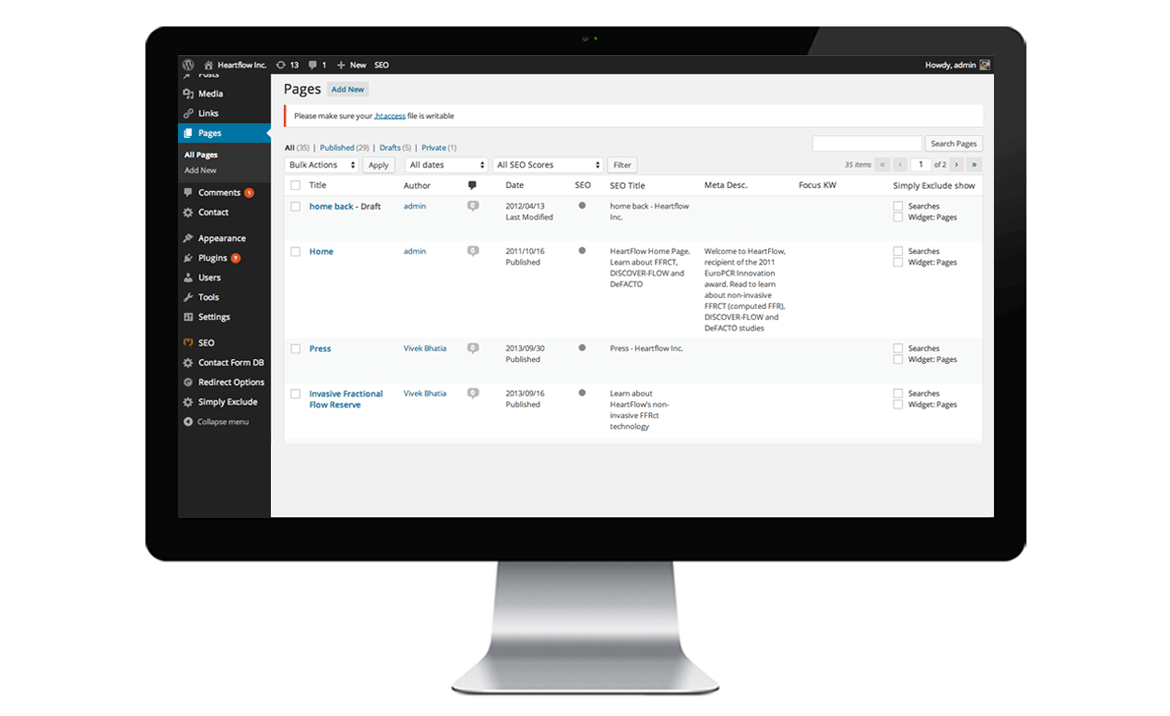 Heartflow Inc. 13 1 New SEO
Howdy, admin
Posts
Media
Links
Pages
All Pages
Add New
Comments
Contact
Appearance
Plugins
Users
Tools
Settings
SEO
Contact Form DB
Redirect Options
Simply Exclude
Collapse menu
Pages Add New
Please make sure your .htaccess file is writable
All (35) | Published (29) | Drafts (5) | Private (1)
Search Pages
Bulk Actions Apply All dates All SEO Scores Filter
35 items « ‹ 1 of 2 › »
Title Author Date SEO SEO Title Meta Desc. Focus KW Simply Exclude show
home back - Draft
admin
0
2012/04/13
Last Modified
home back - Heartflow
Inc.
Searches
Widget: Pages
Home
admin
0
2011/10/16
Published
HeartFlow Home Page.
Learn about FFRCT,
DISCOVER-FLOW and
DeFACTO
Welcome to HeartFlow,
recipient of the 2011
EuroPCR Innovation
award. Read to learn
about non-invasive
FFRCT (computed FFR),
DISCOVER-FLOW and
DeFACTO studies
Searches
Widget: Pages
Press
Vivek Bhatia
0
2013/09/30
Published
Press - Heartflow Inc.
Searches
Widget: Pages
Invasive Fractional
Flow Reserve
Vivek Bhatia
0
2013/09/16
Published
Learn about
HeartFlow's non-
invasive FFRct
technology
Searches
Widget: Pages